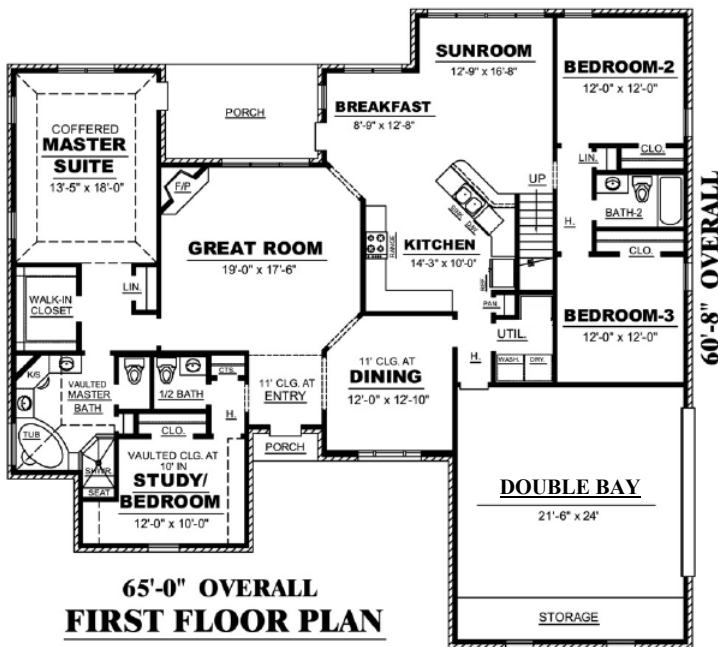 SUNROOM
12'-9" x 16'-8"
BEDROOM-2
12'-0" x 12'-0"
BREAKFAST
8'-9" x 12'-8"
PORCH
COFFERED
MASTER
SUITE
13'-5" x 18'-0"
CLO.
LIN.
F/P
UP
BATH-2
H.
SINK
D.W.
RANGE
KITCHEN
14'-3" x 10'-0"
GREAT ROOM
19'-0" x 17'-6"
CLO.
REF.
60'-8" OVERALL
LIN.
WALK-IN
CLOSET
PAN.
BEDROOM-3
12'-0" x 12'-0"
UTIL.
H.
WASH.
DRY.
11' CLG. AT
DINING
12'-0" x 12'-10"
K/S
VAULTED
MASTER
BATH
1/2 BATH
CTS.
11' CLG. AT
ENTRY
H.
TUB
CLO.
PORCH
SHWR
SEAT
VAULTED CLG. AT
10' IN
STUDY/
BEDROOM
12'-0" x 10'-0"
DOUBLE BAY
21'-6" x 24'
65'-0" OVERALL
FIRST FLOOR PLAN
STORAGE